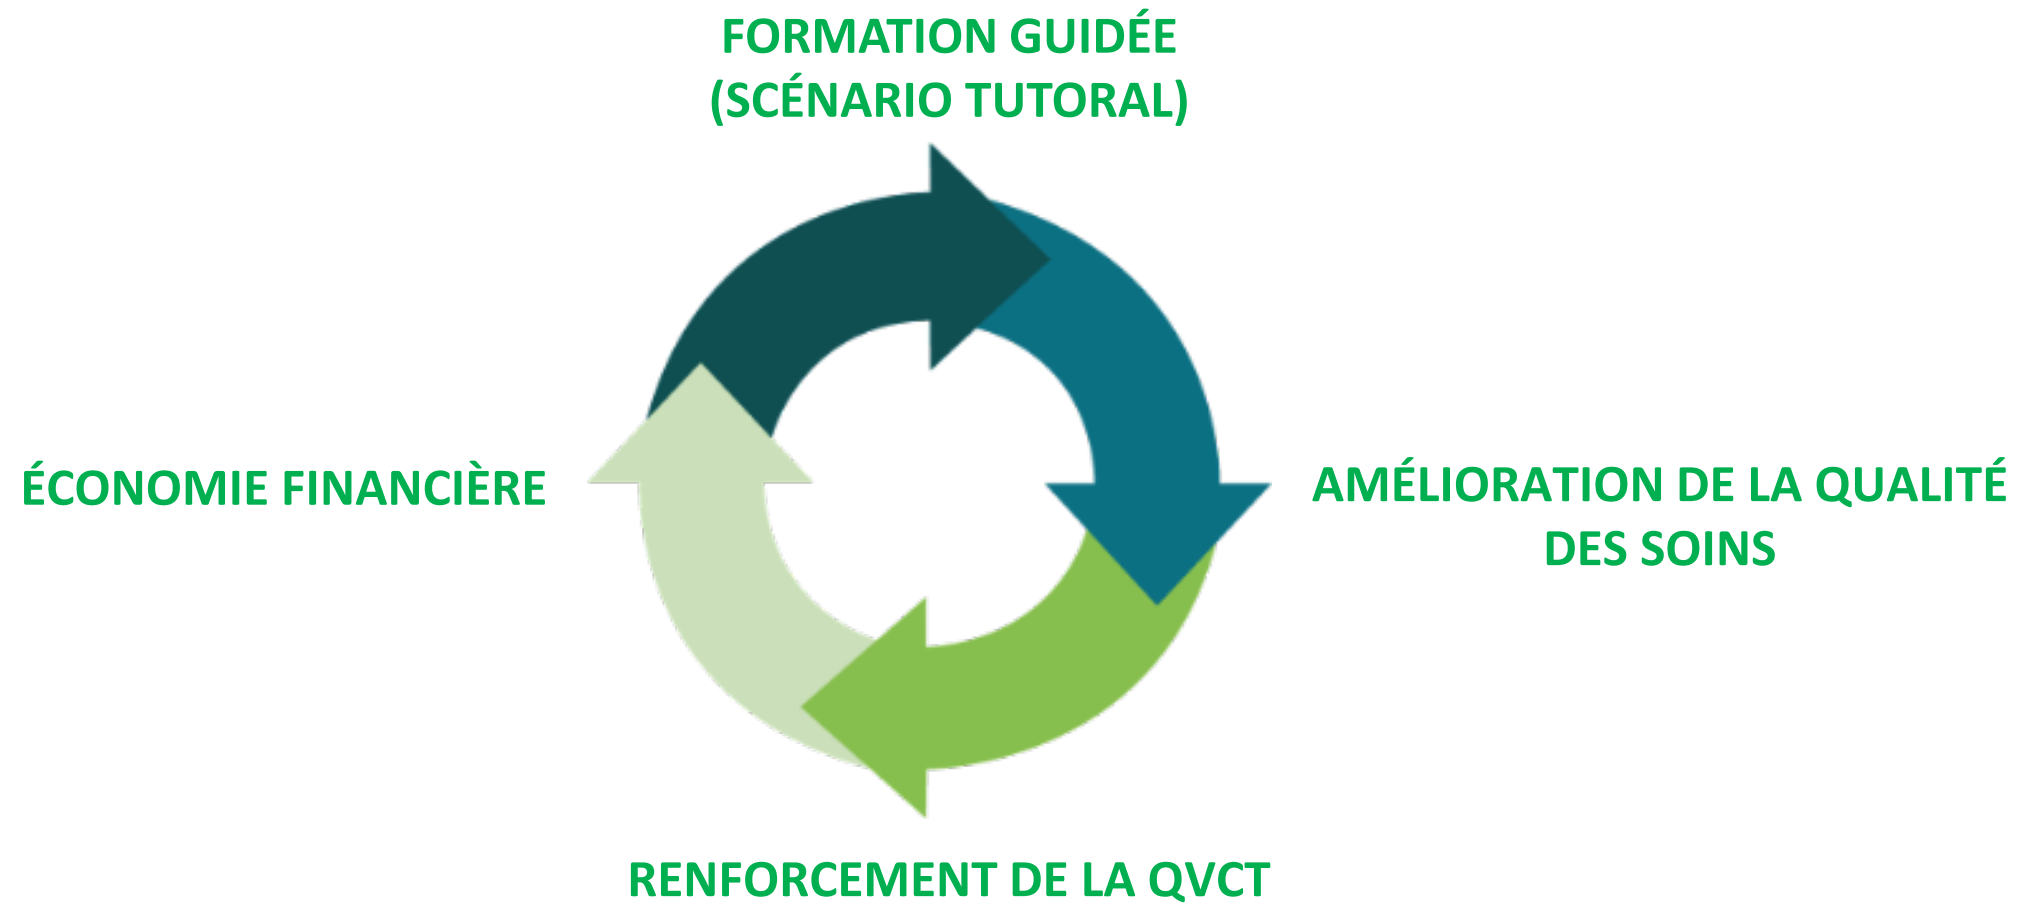 FORMATION GUIDÉE
(SCÉNARIO TUTORAL)
ÉCONOMIE FINANCIÈRE
AMÉLIORATION DE LA QUALITÉ
DES SOINS
RENFORCEMENT DE LA QVCT